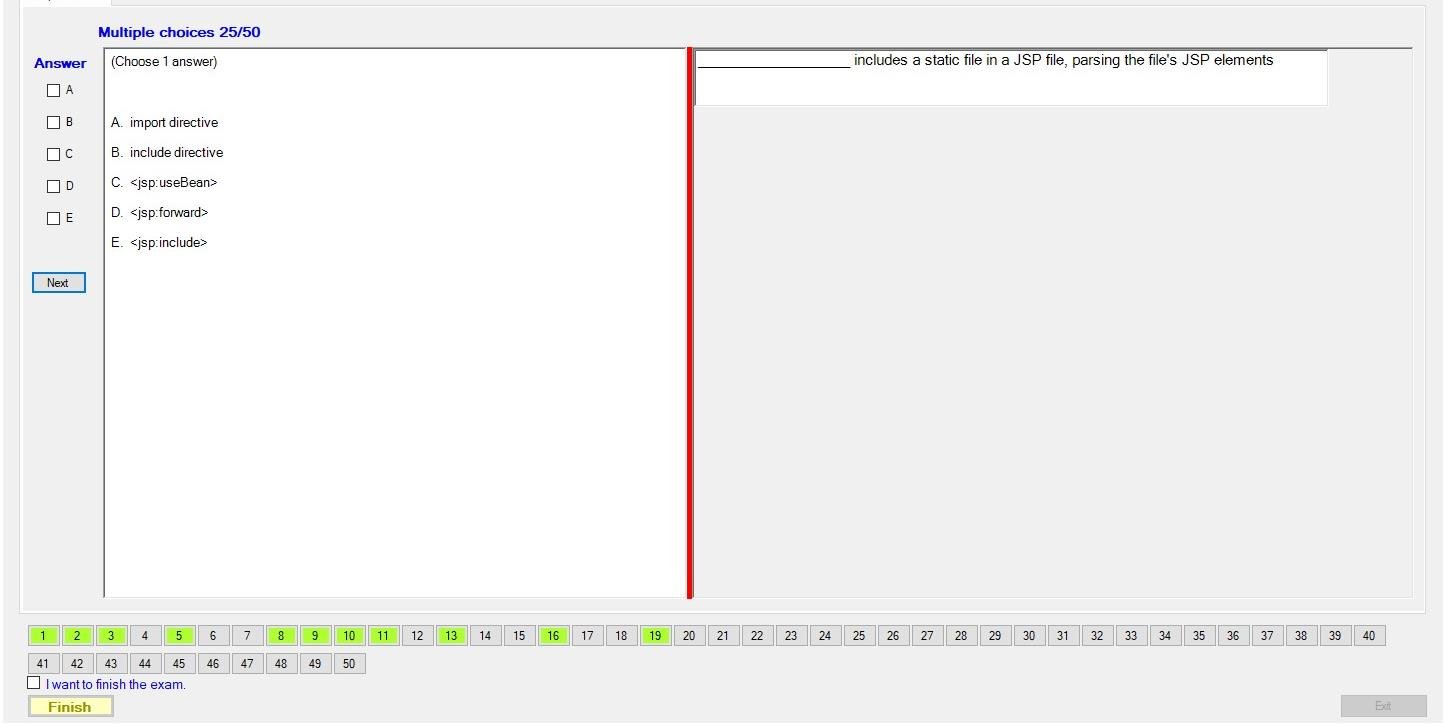 Multiple choices 25/50
Answer
A
B
C
D
E
Next
(Choose 1 answer)
A. import directive
B. include directive
C. <jsp:useBean>
D. <jsp:forward>
E. <jsp:include>
____________________ includes a static file in a JSP file, parsing the file's JSP elements
1 2 3 4 5 6 7 8 9 10 11 12 13 14 15 16 17 18 19 20 21 22 23 24 25 26 27 28 29 30 31 32 33 34 35 36 37 38 39 40
41 42 43 44 45 46 47 48 49 50
I want to finish the exam.
Finish
Exit